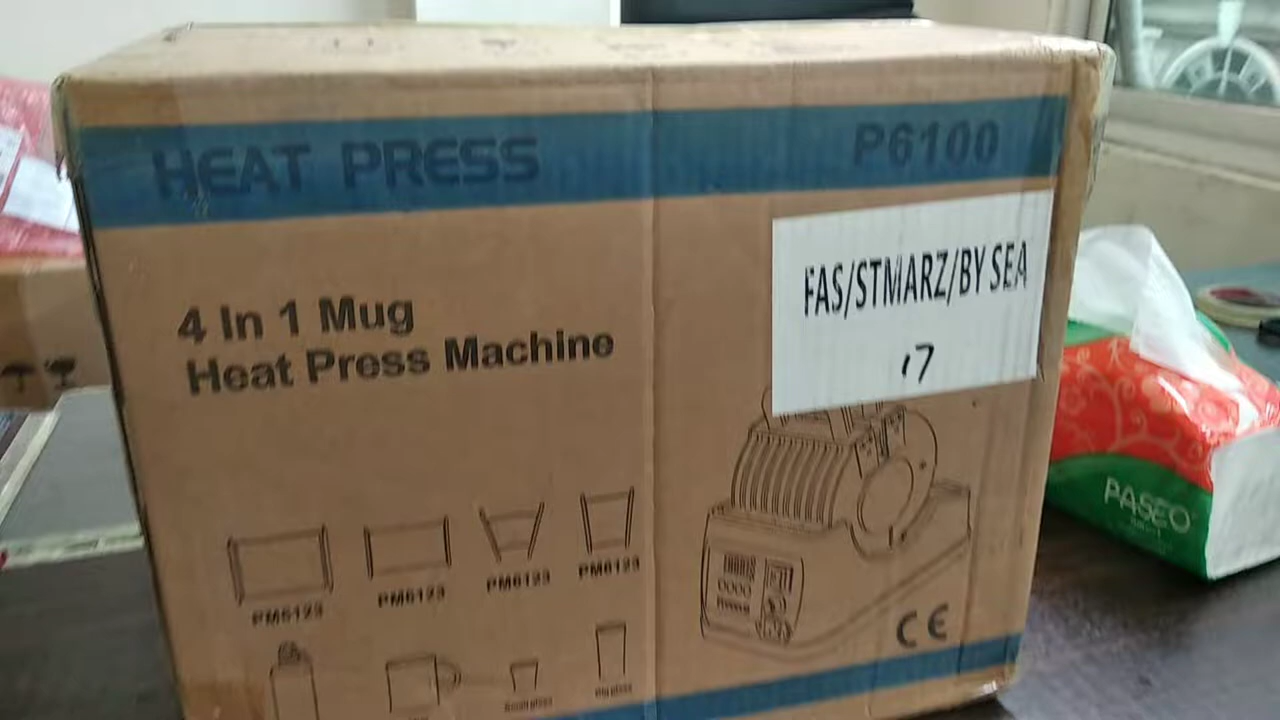 HEAT PRESS
P6100
FAS/STMARZ/BY SEA
17
4 In 1 Mug
Heat Press Machine
PM6123
PM6123
PM6123
PM6123
CE
PASEO